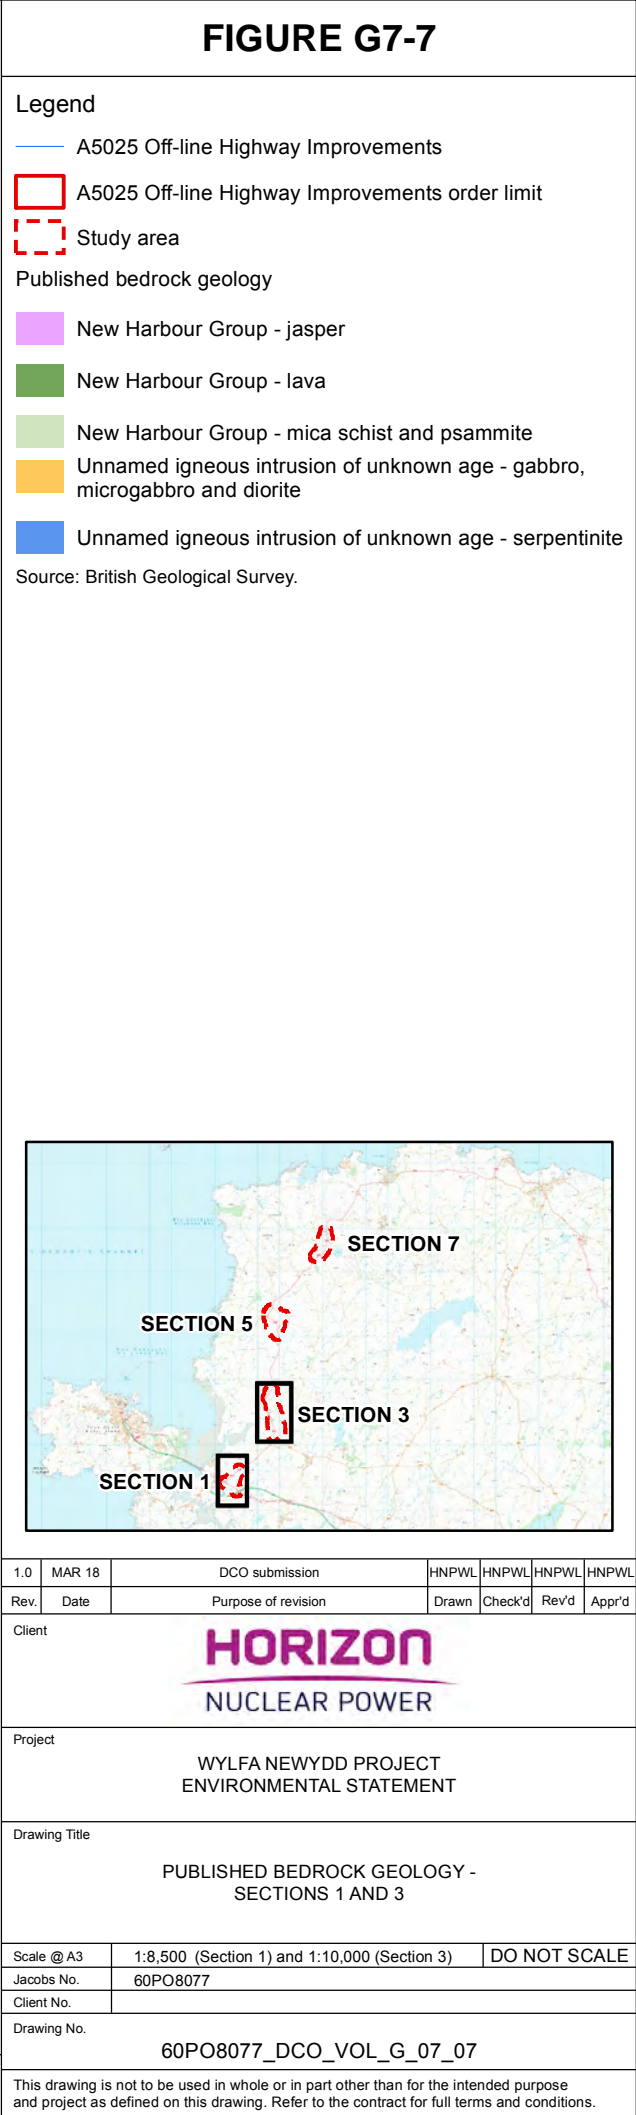 FIGURE G7-7
Legend
A5025 Off-line Highway Improvements
A5025 Off-line Highway Improvements order limit
Study area
Published bedrock geology
New Harbour Group - jasper
New Harbour Group - lava
New Harbour Group - mica schist and psammite
Unnamed igneous intrusion of unknown age - gabbro,
microgabbro and diorite
Unnamed igneous intrusion of unknown age - serpentinite
Source: British Geological Survey.
SECTION 7
SECTION 5
SECTION 3
SECTION 1
1.0 MAR 18 DCO submission HNPWL HNPWL HNPWL HNPWL
Rev. Date Purpose of revision Drawn Check'd Rev'd Appr'd
Client
HORIZON
NUCLEAR POWER
Project
WYLFA NEWYDD PROJECT
ENVIRONMENTAL STATEMENT
Drawing Title
PUBLISHED BEDROCK GEOLOGY -
SECTIONS 1 AND 3
Scale @ A3 1:8,500 (Section 1) and 1:10,000 (Section 3) DO NOT SCALE
Jacobs No. 60PO8077
Client No.
Drawing No.
60PO8077_DCO_VOL_G_07_07
This drawing is not to be used in whole or in part other than for the intended purpose
and project as defined on this drawing. Refer to the contract for full terms and conditions.